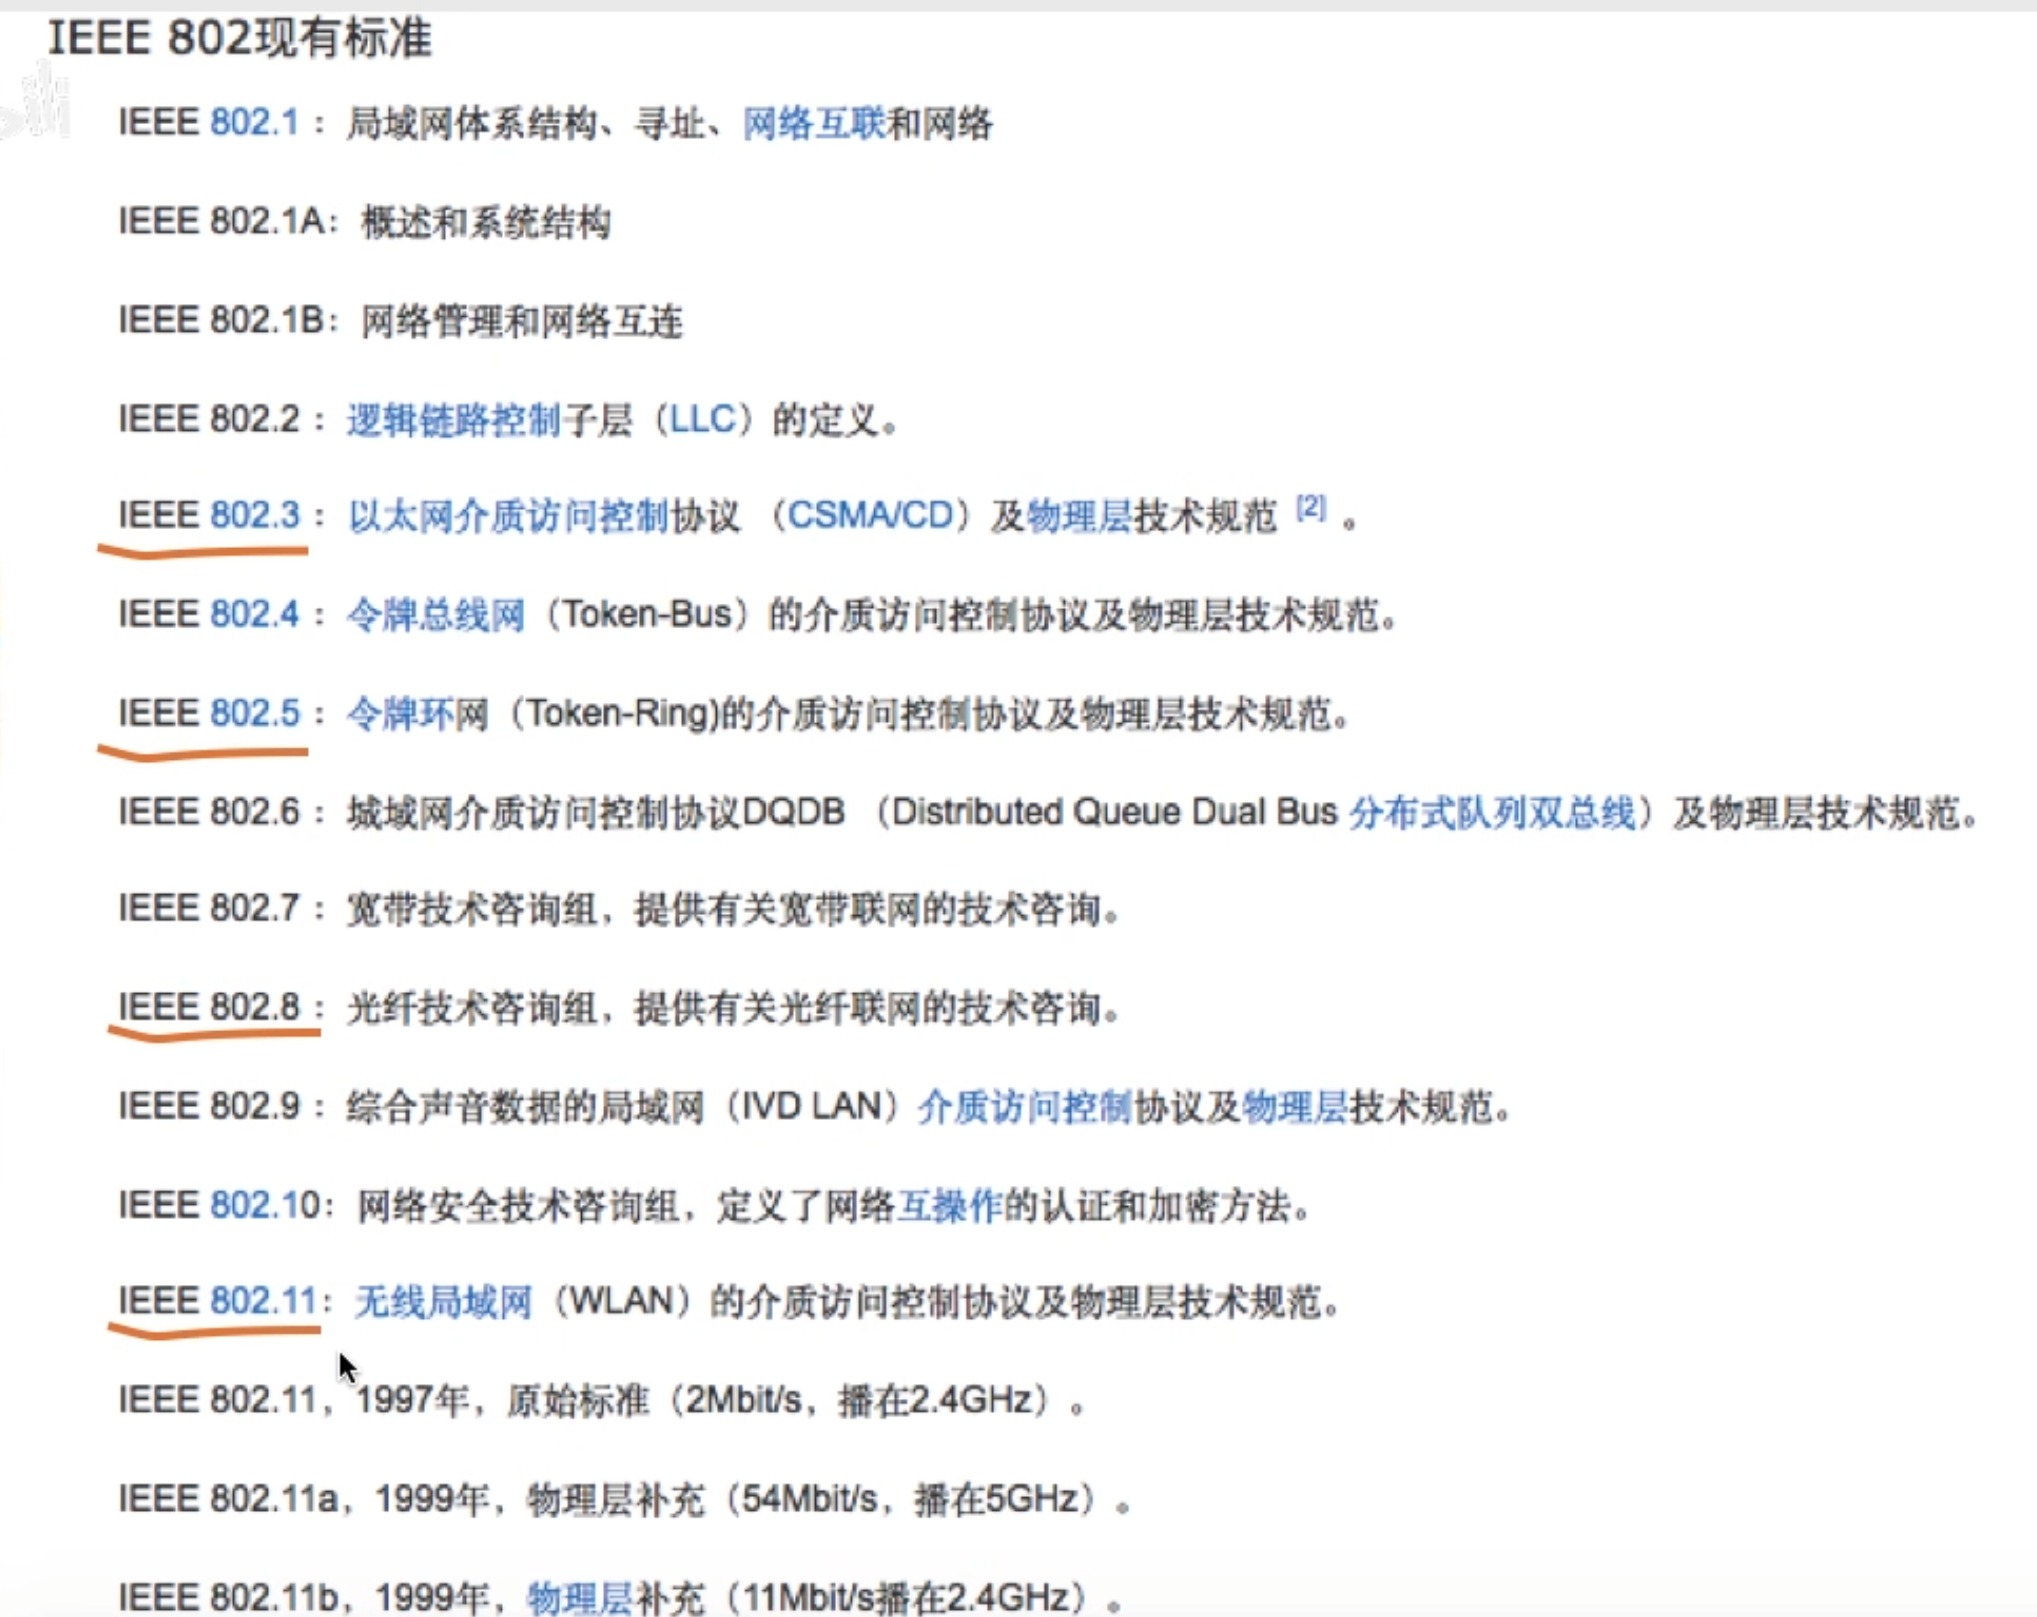 IEEE 802现有标准
IEEE 802.1 : 局域网体系结构、寻址、网络互联和网络
IEEE 802.1A: 概述和系统结构
IEEE 802.1B: 网络管理和网络互连
IEEE 802.2 : 逻辑链路控制子层（LLC）的定义。
IEEE 802.3 : 以太网介质访问控制协议 （CSMA/CD）及物理层技术规范 [2] 。
IEEE 802.4 : 令牌总线网（Token-Bus）的介质访问控制协议及物理层技术规范。
IEEE 802.5 : 令牌环网（Token-Ring)的介质访问控制协议及物理层技术规范。
IEEE 802.6 : 城域网介质访问控制协议DQDB （Distributed Queue Dual Bus 分布式队列双总线）及物理层技术规范。
IEEE 802.7 : 宽带技术咨询组，提供有关宽带联网的技术咨询。
IEEE 802.8 : 光纤技术咨询组，提供有关光纤联网的技术咨询。
IEEE 802.9 : 综合声音数据的局域网（IVD LAN）介质访问控制协议及物理层技术规范。
IEEE 802.10: 网络安全技术咨询组，定义了网络互操作的认证和加密方法。
IEEE 802.11: 无线局域网（WLAN）的介质访问控制协议及物理层技术规范。
IEEE 802.11，1997年，原始标准（2Mbit/s，播在2.4GHz）。
IEEE 802.11a，1999年，物理层补充（54Mbit/s，播在5GHz）。
IEEE 802.11b，1999年，物理层补充（11Mbit/s播在2.4GHz）。